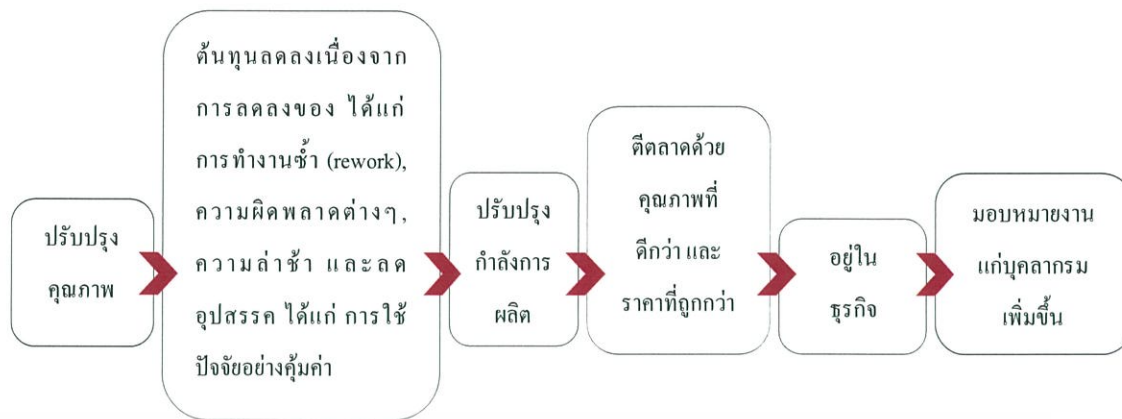 ปรับปรุง
คุณภาพ
ต้นทุนลดลงเนื่องจาก
การลดลงของ ได้แก่
การทำงานซ้ำ (rework),
ความผิดพลาดต่างๆ,
ความล่าช้า และลด
อุปสรรค ได้แก่ การใช้
ปัจจัยอย่างคุ้มค่า
ปรับปรุง
กำลังการ
ผลิต
ตีตลาดด้วย
คุณภาพที่
ดีกว่า และ
ราคาที่ถูกกว่า
อยู่ใน
ธุรกิจ
มอบหมายงาน
แก่บุคลากรม
เพิ่มขึ้น